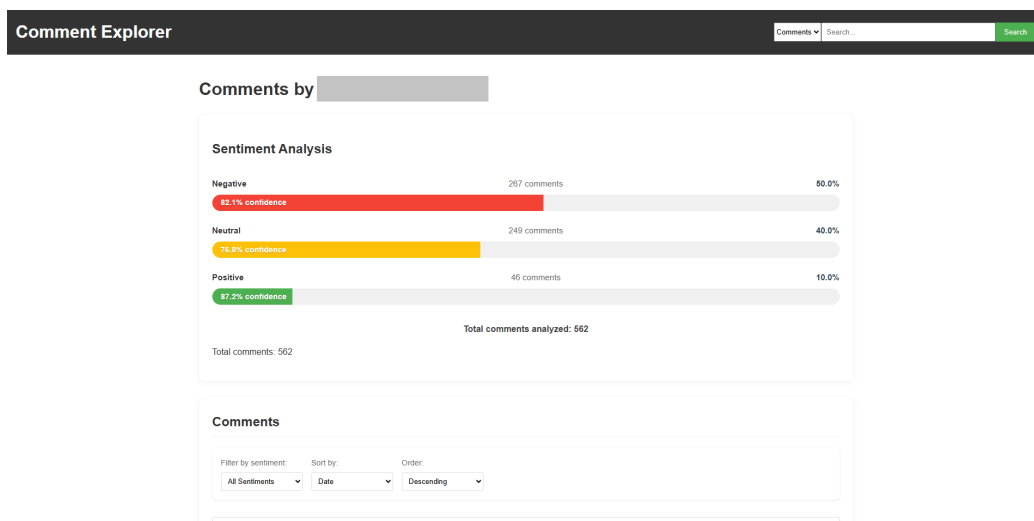 Comment Explorer
Comments Search... Search
Comments by
Sentiment Analysis
Negative 267 comments 50.0%
82.1% confidence
Neutral 249 comments 40.0%
76.8% confidence
Positive 46 comments 10.0%
87.2% confidence
Total comments analyzed: 562
Total comments: 562
Comments
Filter by sentiment: Sort by: Order:
All Sentiments Date Descending